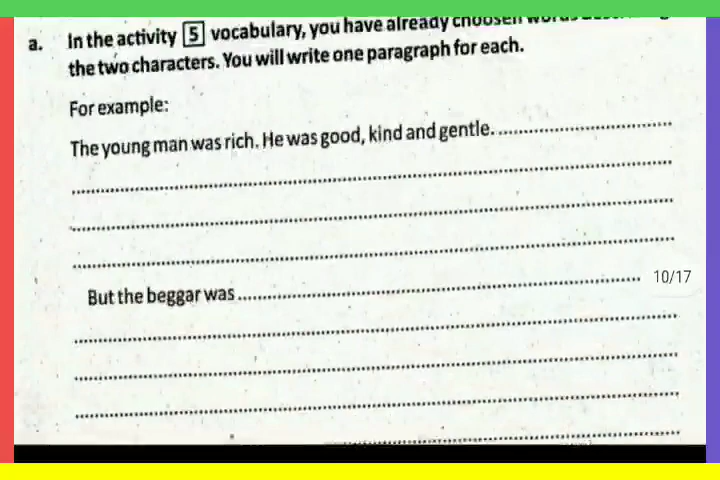 a. In the activity 5 vocabulary, you have already choosen
the two characters. You will write one paragraph for each.
For example:
The young man was rich. He was good, kind and gentle.
But the beggar was
10/17